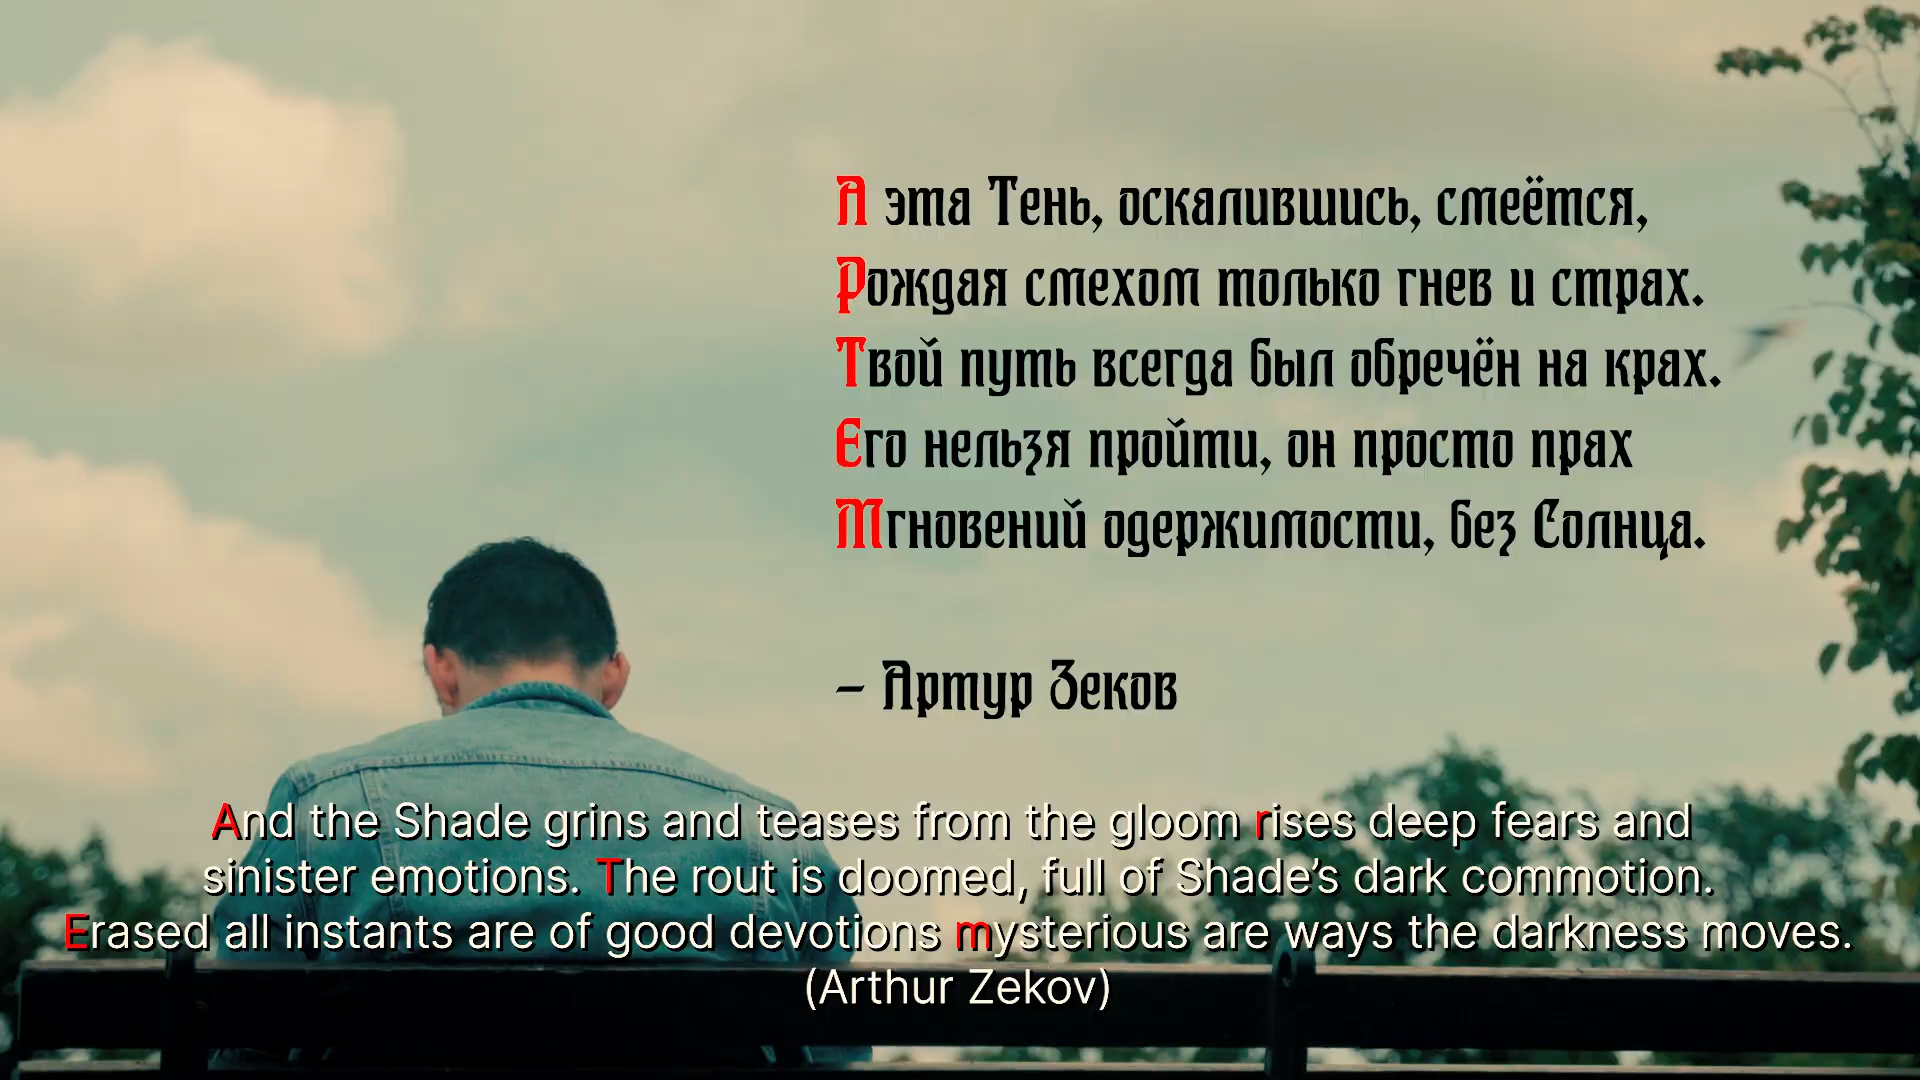 А эта Тень, оскалившись, смеётся,
Рождая смехом только гнев и страх.
Твой путь всегда был обречён на крах.
Его нельзя пройти, он просто прах
Мгновений одержимости, без Солнца.
– Артур Зеков
And the Shade grins and teases from the gloom rises deep fears and
sinister emotions. The rout is doomed, full of Shade’s dark commotion.
Erased all instants are of good devotions mysterious are ways the darkness moves.
(Arthur Zekov)